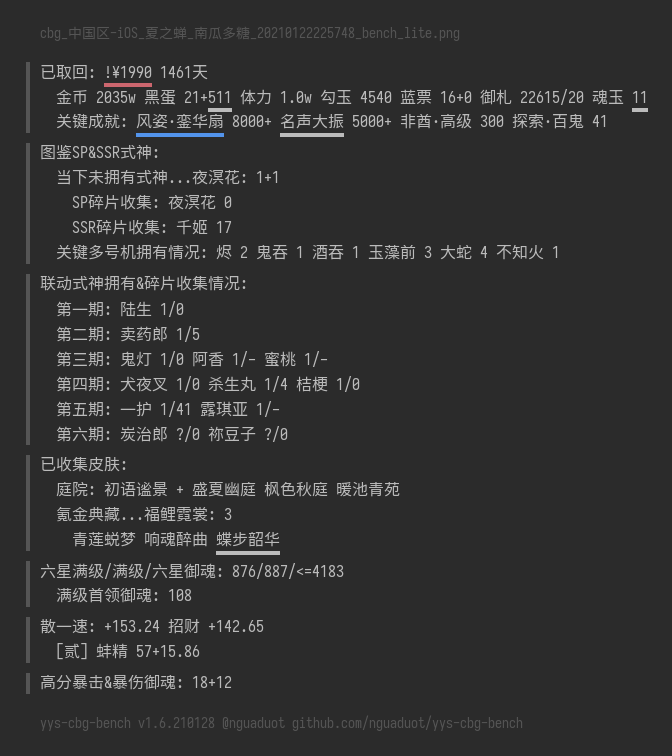 cbg_中国区-iOS_夏之蝉_南瓜多糖_20210122225748_bench_lite.png
已取回: !¥1990 1461天
金币 2035w 黑蛋 21+511 体力 1.0w 勾玉 4540 蓝票 16+0 御札 22615/20 魂玉 11
关键成就: 风姿·銮华扇 8000+ 名声大振 5000+ 非酋·高级 300 探索·百鬼 41
图鉴SP&SSR式神:
当下未拥有式神...夜溟花: 1+1
SP碎片收集: 夜溟花 0
SSR碎片收集: 千姬 17
关键多号机拥有情况: 烬 2 鬼吞 1 酒吞 1 玉藻前 3 大蛇 4 不知火 1
联动式神拥有&碎片收集情况:
第一期: 陆生 1/0
第二期: 卖药郎 1/5
第三期: 鬼灯 1/0 阿香 1/- 蜜桃 1/-
第四期: 犬夜叉 1/0 杀生丸 1/4 桔梗 1/0
第五期: 一护 1/41 露琪亚 1/-
第六期: 炭治郎 ?/0 祢豆子 ?/0
已收集皮肤:
庭院: 初语谧景 + 盛夏幽庭 枫色秋庭 暖池青苑
氪金典藏...福鲤霓裳: 3
青莲蜕梦 响魂醉曲 蝶步韶华
六星满级/满级/六星御魂: 876/887/<=4183
满级首领御魂: 108
散一速: +153.24 招财 +142.65
[贰] 蚌精 57+15.86
高分暴击&暴伤御魂: 18+12
yys-cbg-bench v1.6.210128 @nguaduot github.com/nguaduot/yys-cbg-bench